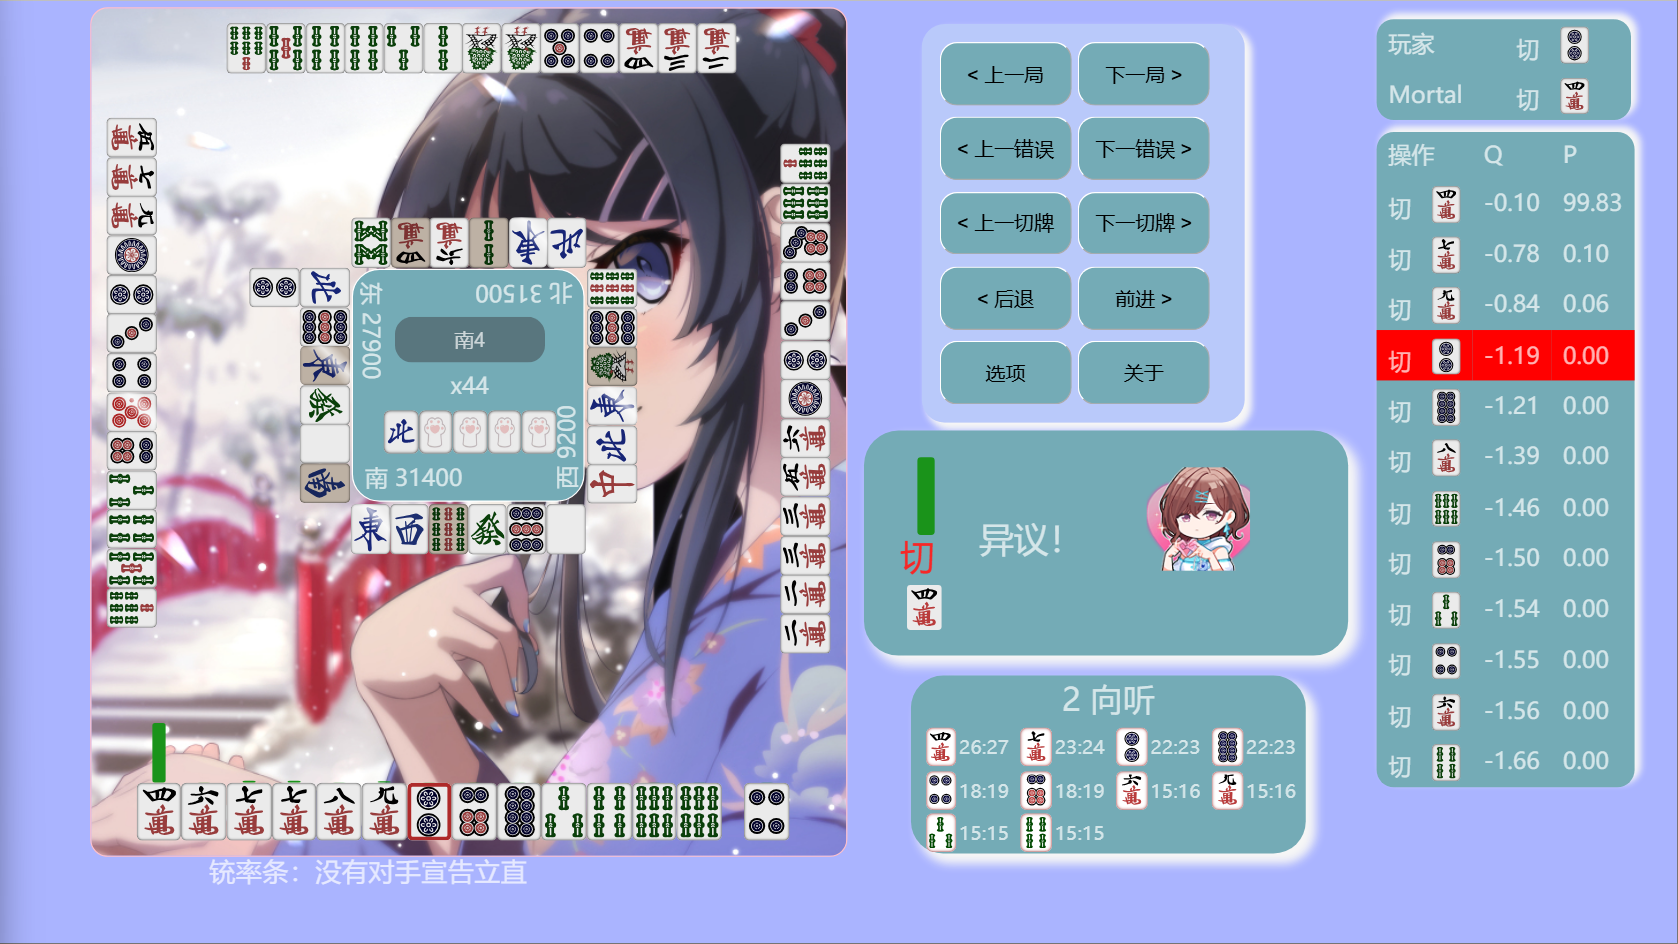 < 上一局
下一局 >
< 上一错误
下一错误 >
< 上一切牌
下一切牌 >
< 后退
前进 >
选项
关于
玩家 切
Mortal 切
操作 Q P
切 -0.10 99.83
切 -0.78 0.10
切 -0.84 0.06
切 -1.19 0.00
切 -1.21 0.00
切 -1.39 0.00
切 -1.46 0.00
切 -1.50 0.00
切 -1.54 0.00
切 -1.55 0.00
切 -1.56 0.00
切 -1.66 0.00
北 31500
东 27900
南4
x44
西 9200
南 31400
切
异议！
2 向听
26:27 23:24 22:23 22:23
18:19 18:19 15:16 15:16
15:15 15:15
铳率条：没有对手宣告立直